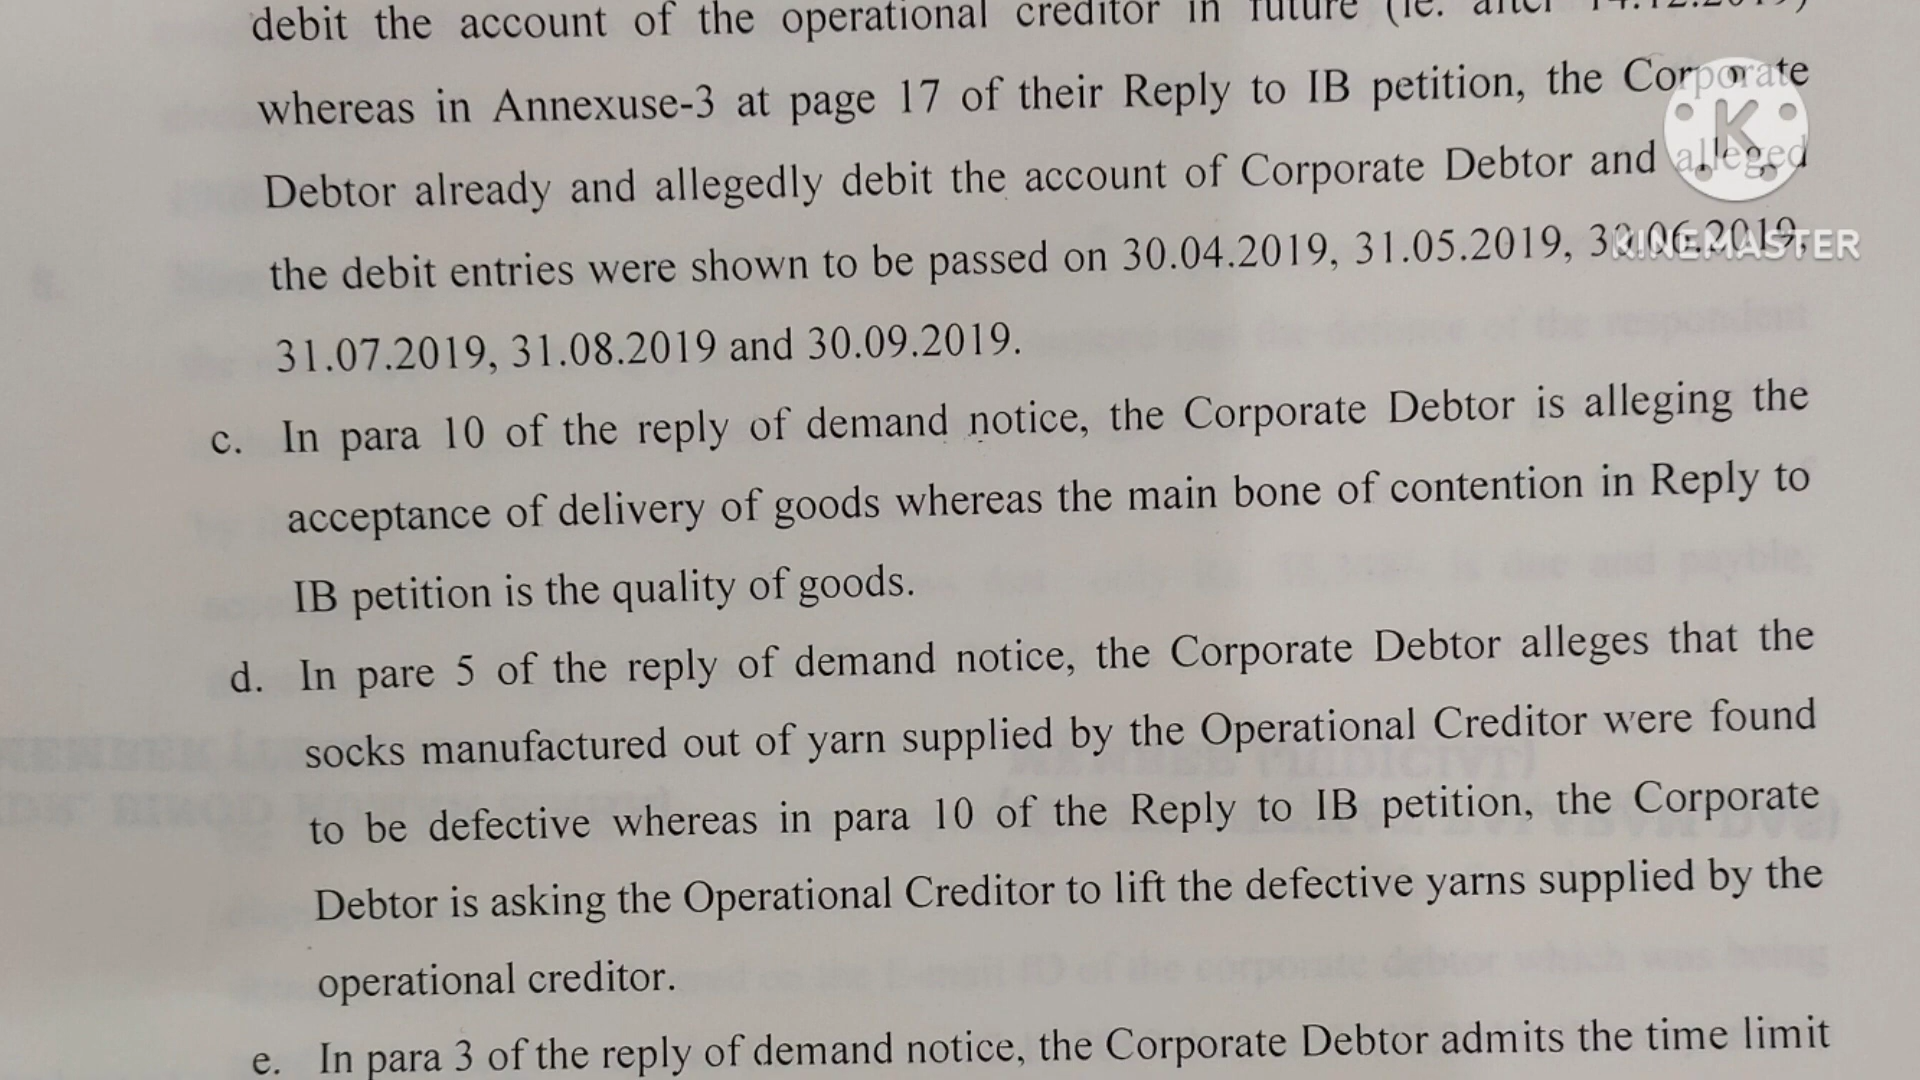 debit the account of the operational creditor in future (ie. after 14.12.2019)
whereas in Annexuse-3 at page 17 of their Reply to IB petition, the Corporate
Debtor already and allegedly debit the account of Corporate Debtor and alleged
the debit entries were shown to be passed on 30.04.2019, 31.05.2019, 30.06.2019,
31.07.2019, 31.08.2019 and 30.09.2019.
c. In para 10 of the reply of demand notice, the Corporate Debtor is alleging the
acceptance of delivery of goods whereas the main bone of contention in Reply to
IB petition is the quality of goods.
d. In pare 5 of the reply of demand notice, the Corporate Debtor alleges that the
socks manufactured out of yarn supplied by the Operational Creditor were found
to be defective whereas in para 10 of the Reply to IB petition, the Corporate
Debtor is asking the Operational Creditor to lift the defective yarns supplied by the
operational creditor.
e. In para 3 of the reply of demand notice, the Corporate Debtor admits the time limit
K
KINEMASTER